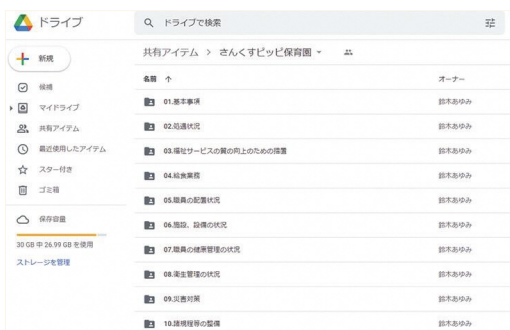 ドライブ
ドライブで検索
新規
候補
マイドライブ
共有アイテム
最近使用したアイテム
スター付き
ゴミ箱
保存容量
30 GB 中 26.99 GB を使用
ストレージを管理
共有アイテム > さんくすピッピ保育園
名前 ↑ オーナー
01.基本事項 鈴木あゆみ
02.処遇状況 鈴木あゆみ
03.福祉サービスの質の向上のための措置 鈴木あゆみ
04.給食業務 鈴木あゆみ
05.職員の配置状況 鈴木あゆみ
06.施設、設備の状況 鈴木あゆみ
07.職員の健康管理の状況 鈴木あゆみ
08.衛生管理の状況 鈴木あゆみ
09.災害対策 鈴木あゆみ
10.諸規程等の整備 鈴木あゆみ